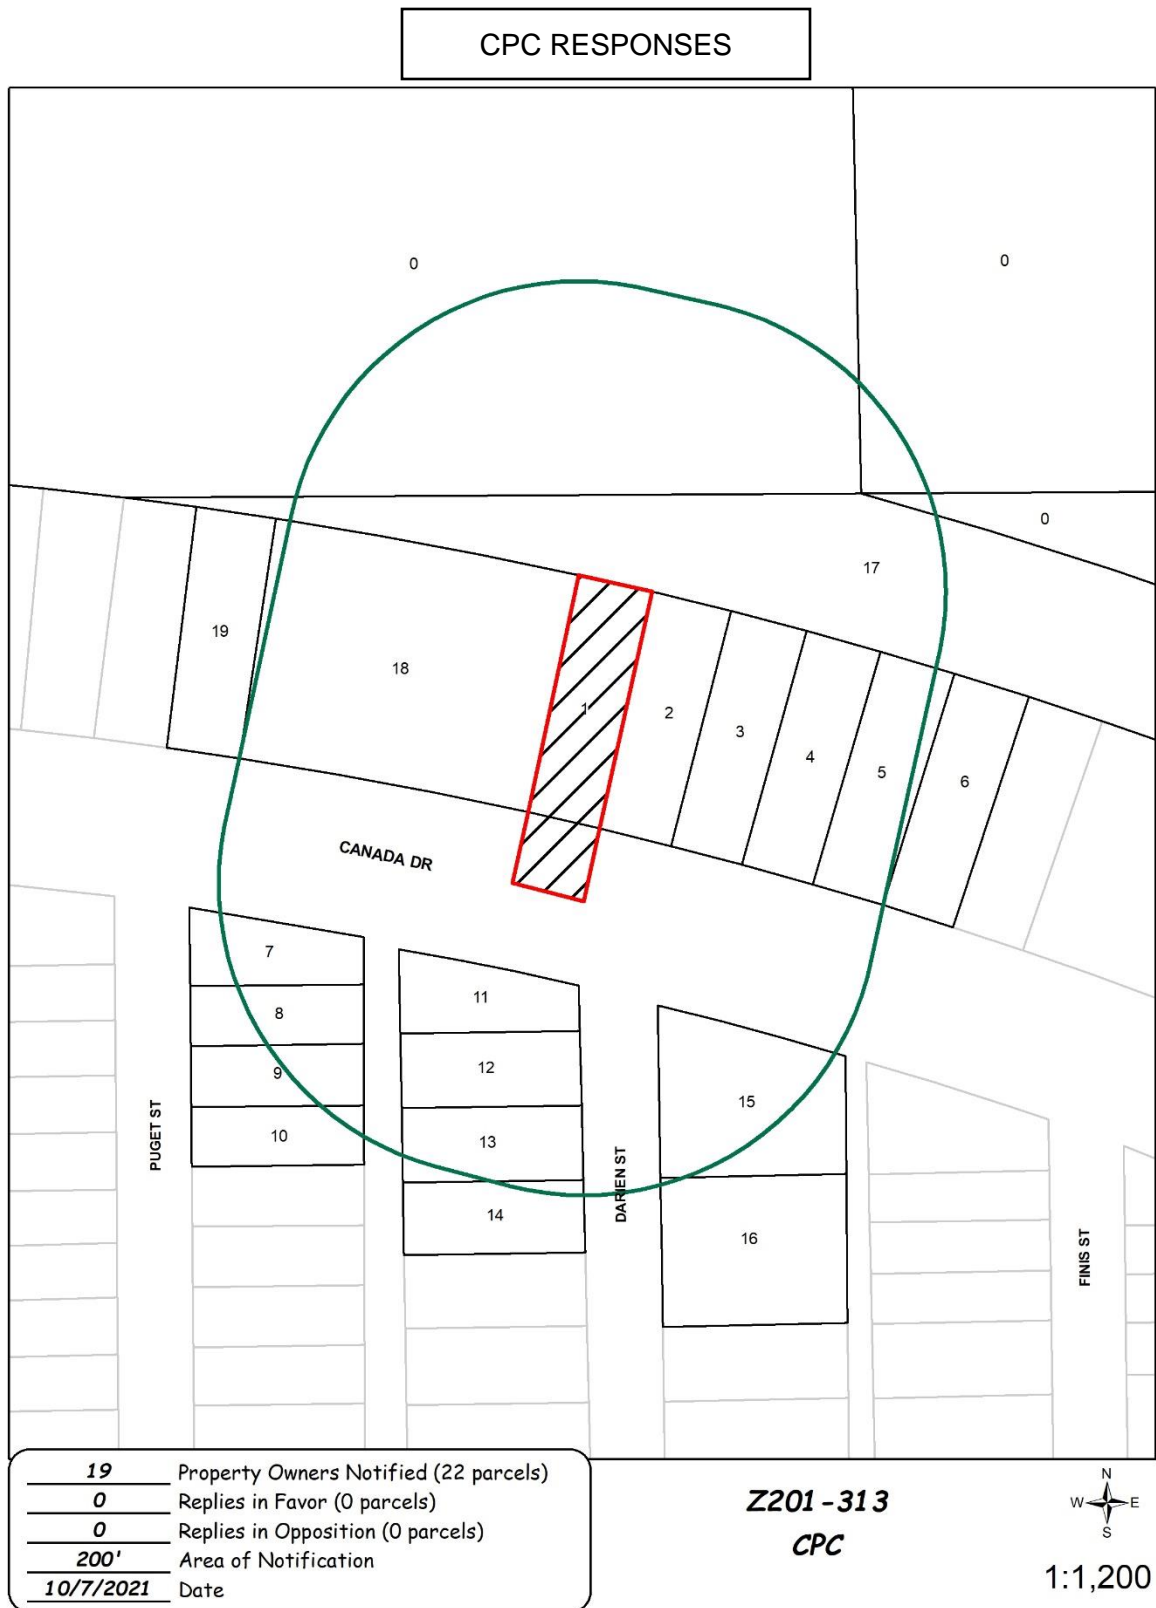 CPC RESPONSES
0
0
0
17
19
18
1
2
3
4
5
6
CANADA DR
7
8
9
10
11
12
13
14
15
16
PUGET ST
DARIEN ST
FINIS ST
19 Property Owners Notified (22 parcels)
0 Replies in Favor (0 parcels)
0 Replies in Opposition (0 parcels)
200' Area of Notification
10/7/2021 Date
Z201-313
CPC
N
W E
S
1:1,200